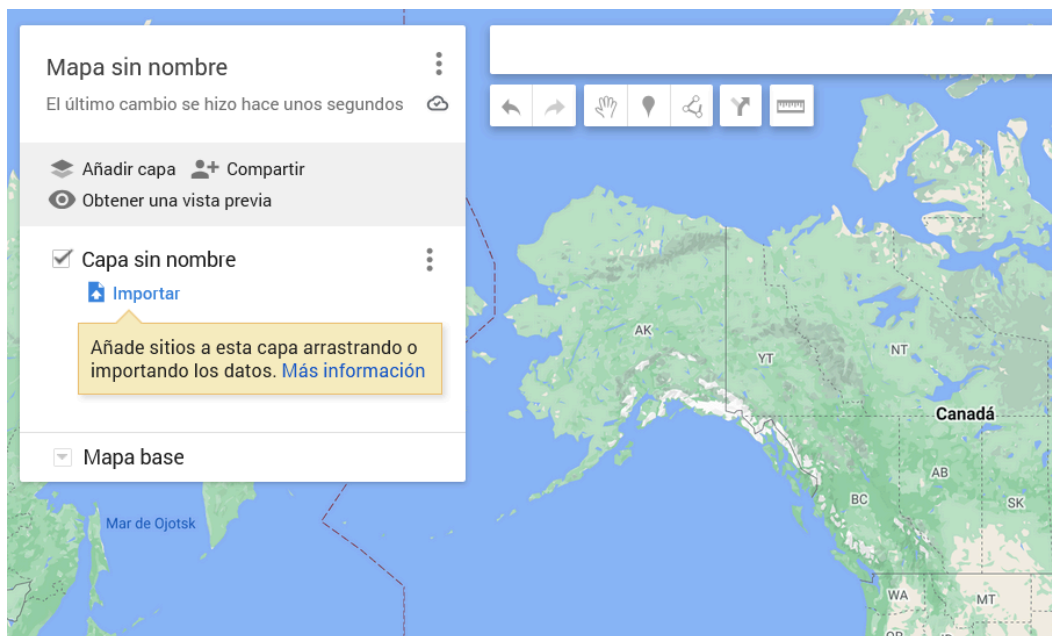 Mapa sin nombre
El último cambio se hizo hace unos segundos
Añadir capa Compartir
Obtener una vista previa
Capa sin nombre
Importar
Añade sitios a esta capa arrastrando o
importando los datos. Más información
Mapa base
Mar de Ojotsk
AK
YT
NT
Canadá
AB
BC
SK
WA
MT
OR
ID